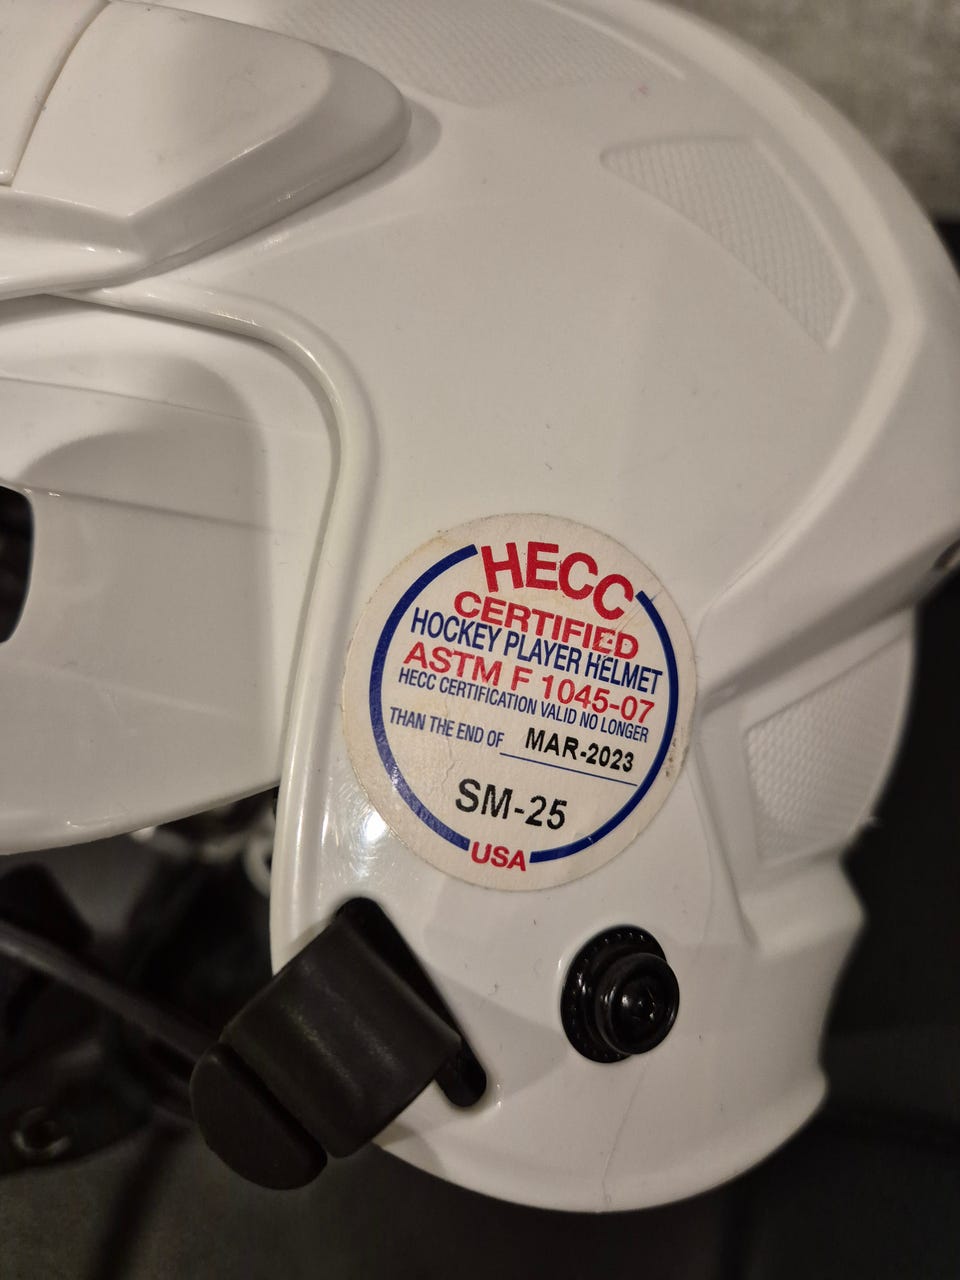 HECC
CERTIFIED
HOCKEY PLAYER HELMET
ASTM F 1045-07
HECC CERTIFICATION VALID NO LONGER
THAN THE END OF MAR-2023
SM-25
USA